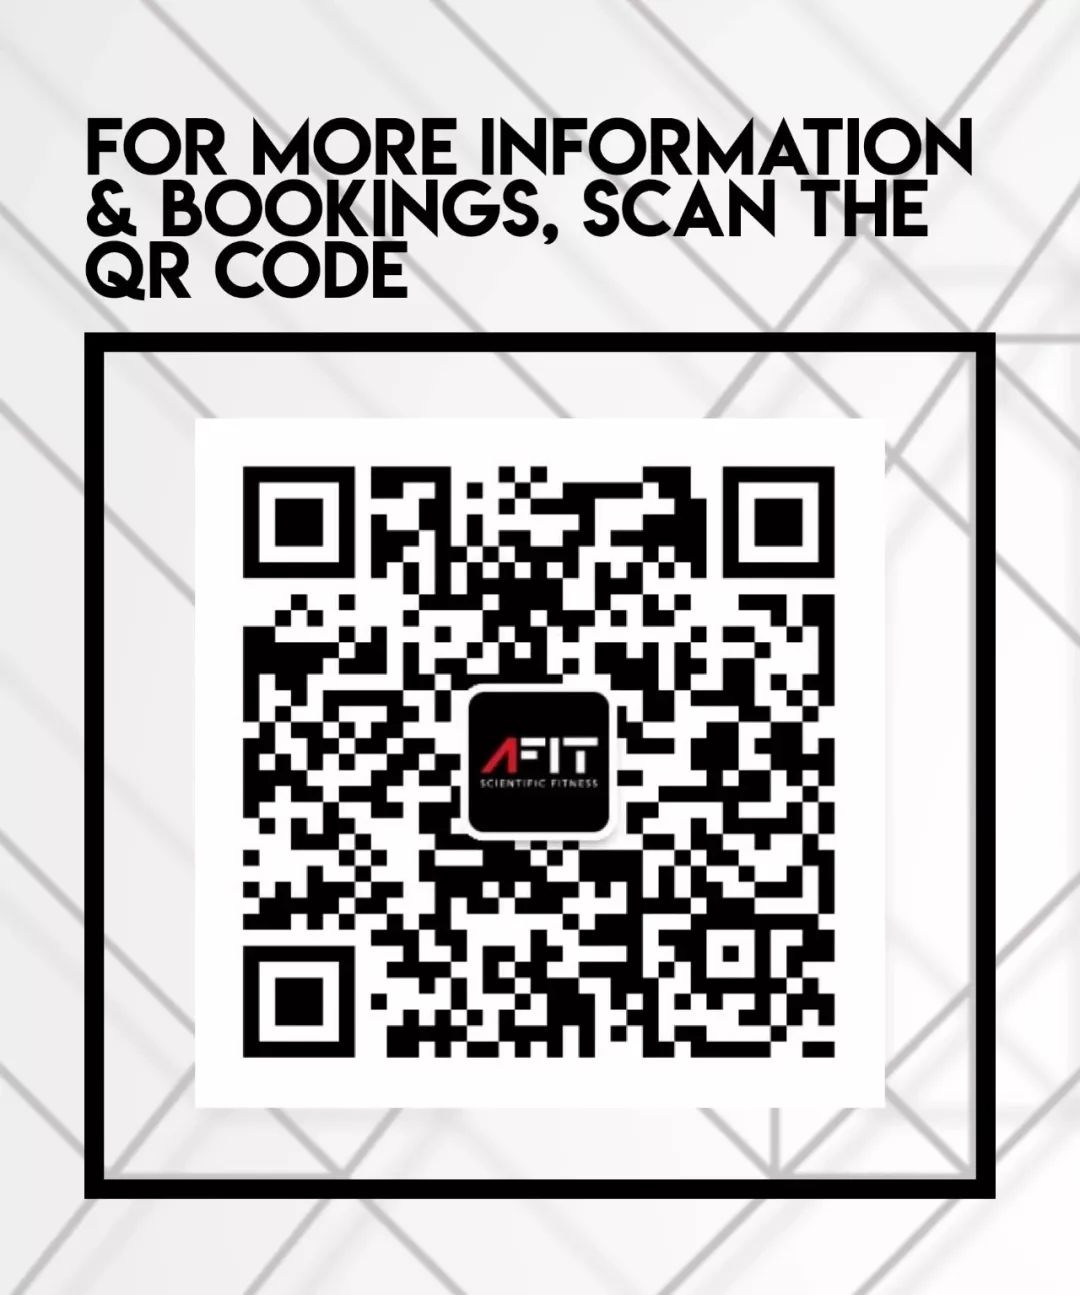 FOR MORE INFORMATION
& BOOKINGS, SCAN THE
QR CODE
AFIT
SCIENTIFIC FITNESS